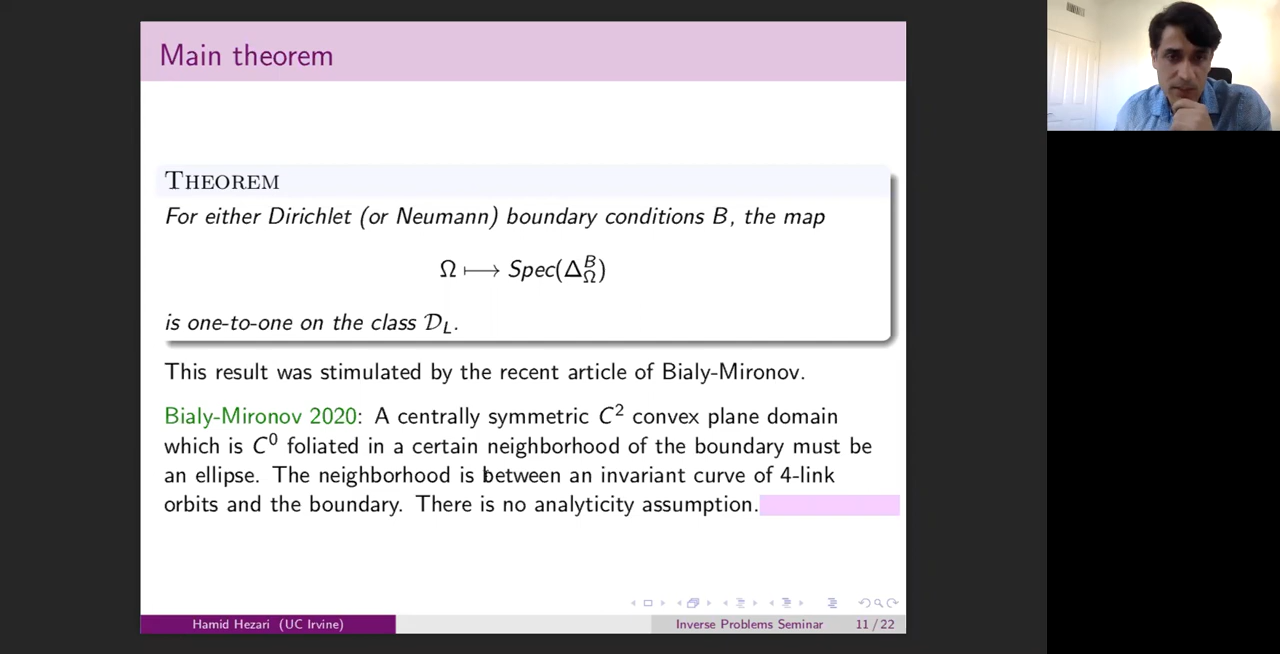 Main theorem
THEOREM
For either Dirichlet (or Neumann) boundary conditions B, the map
Ω ⟼ Spec(Δ_Ω^B)
is one-to-one on the class 𝒟_L.
This result was stimulated by the recent article of Bialy-Mironov.
Bialy-Mironov 2020: A centrally symmetric C² convex plane domain
which is C⁰ foliated in a certain neighborhood of the boundary must be
an ellipse. The neighborhood is between an invariant curve of 4-link
orbits and the boundary. There is no analyticity assumption.
Hamid Hezari (UC Irvine)
Inverse Problems Seminar
11 / 22